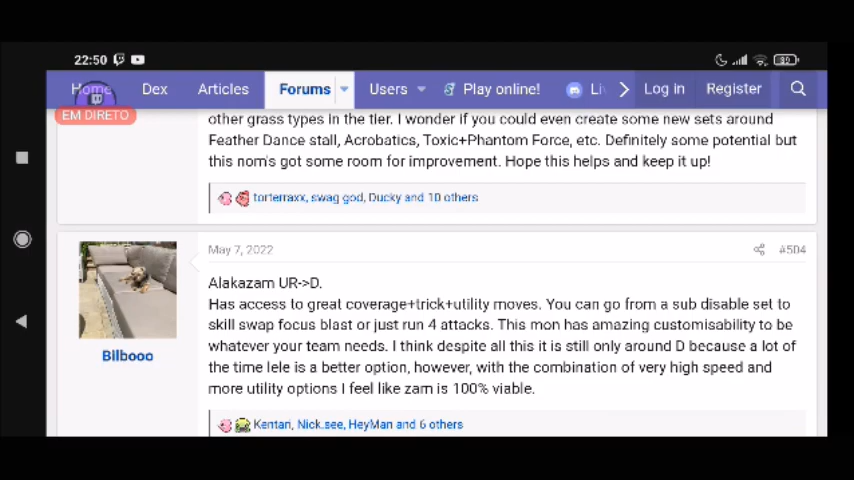 22:50
Home Dex Articles Forums Users Play online! Li Log in Register
EM DIRETO
other grass types in the tier. I wonder if you could even create some new sets around
Feather Dance stall, Acrobatics, Toxic+Phantom Force, etc. Definitely some potential but
this nom's got some room for improvement. Hope this helps and keep it up!
torterraxx, swag god, Ducky and 10 others
May 7, 2022 #504
Alakazam UR->D.
Has access to great coverage+trick+utility moves. You can go from a sub disable set to
skill swap focus blast or just run 4 attacks. This mon has amazing customisability to be
whatever your team needs. I think despite all this it is still only around D because a lot of
the time lele is a better option, however, with the combination of very high speed and
more utility options I feel like zam is 100% viable.
Bilbooo
Kentan, Nick.see, HeyMan and 6 others